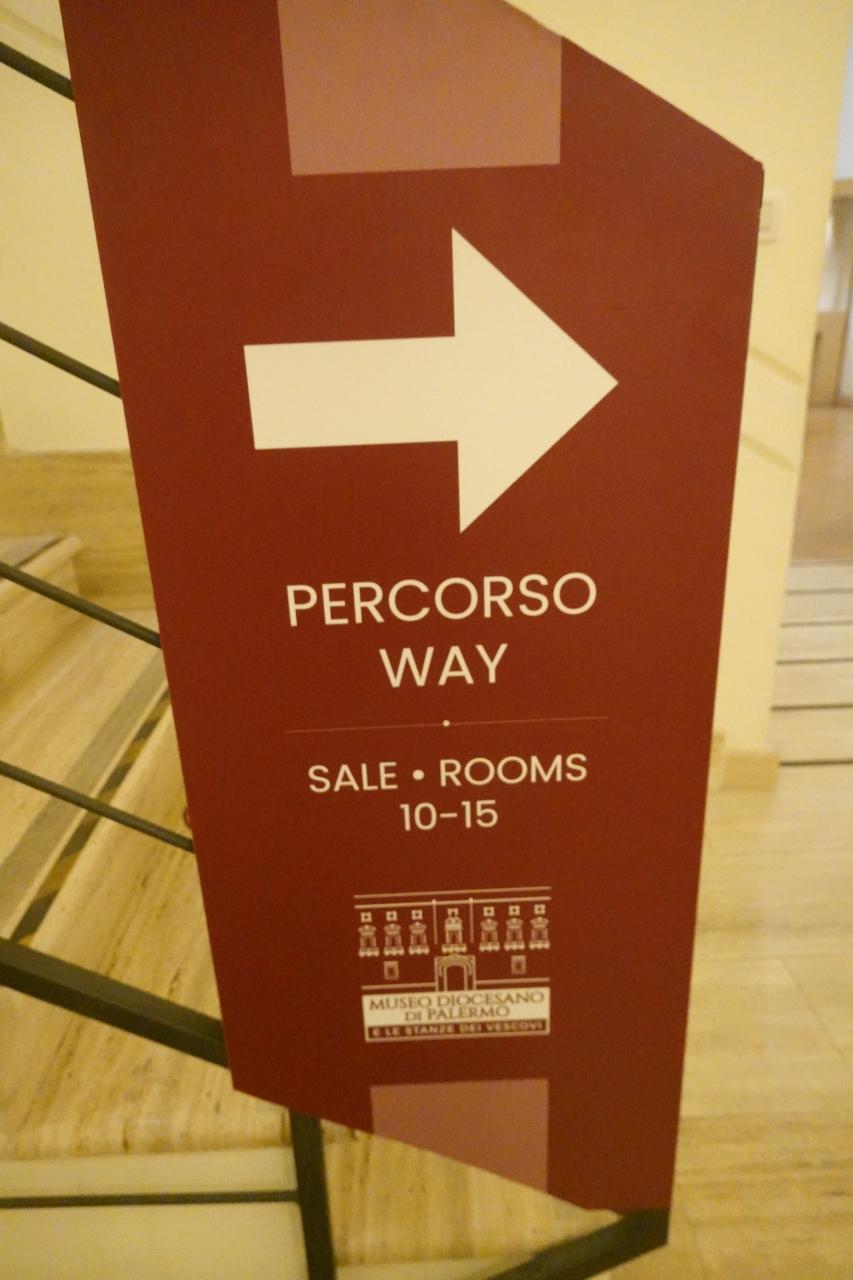 PERCORSO
WAY
SALE • ROOMS
10-15
MUSEO DIOCESANO
DI PALERMO
E LE STANZE DEI VESCOVI